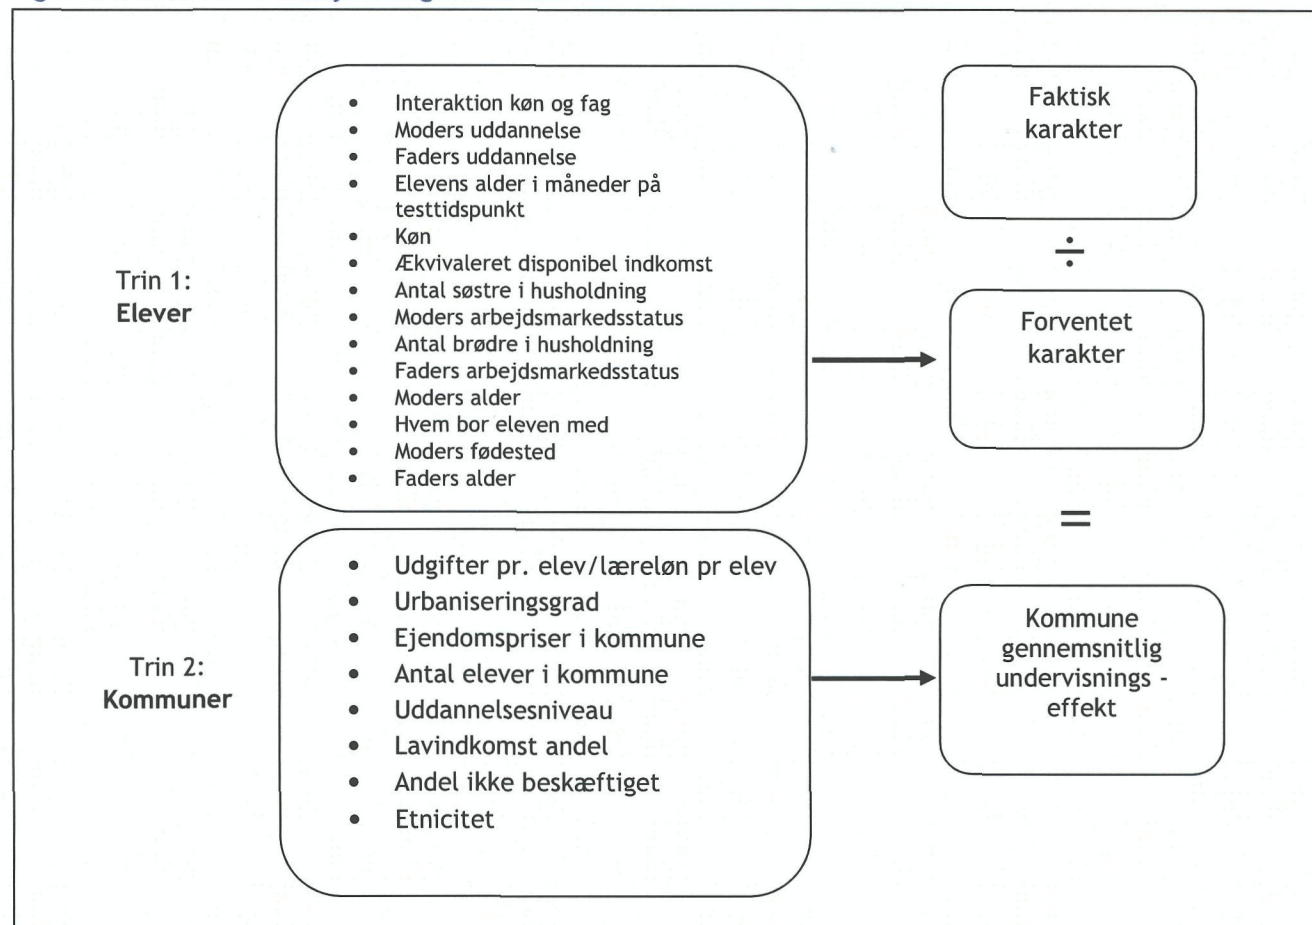 Trin 1:
Elever
• Interaktion køn og fag
• Moders uddannelse
• Faders uddannelse
• Elevens alder i måneder på
testtidspunkt
• Køn
• Ækvivaleret disponibel indkomst
• Antal søstre i husholdning
• Moders arbejdsmarkedsstatus
• Antal brødre i husholdning
• Faders arbejdsmarkedsstatus
• Moders alder
• Hvem bor eleven med
• Moders fødested
• Faders alder
Faktisk
karakter
÷
Forventet
karakter
=
Trin 2:
Kommuner
• Udgifter pr. elev/læreløn pr elev
• Urbaniseringsgrad
• Ejendomspriser i kommune
• Antal elever i kommune
• Uddannelsesniveau
• Lavindkomst andel
• Andel ikke beskæftiget
• Etnicitet
Kommune
gennemsnitlig
undervisnings -
effekt